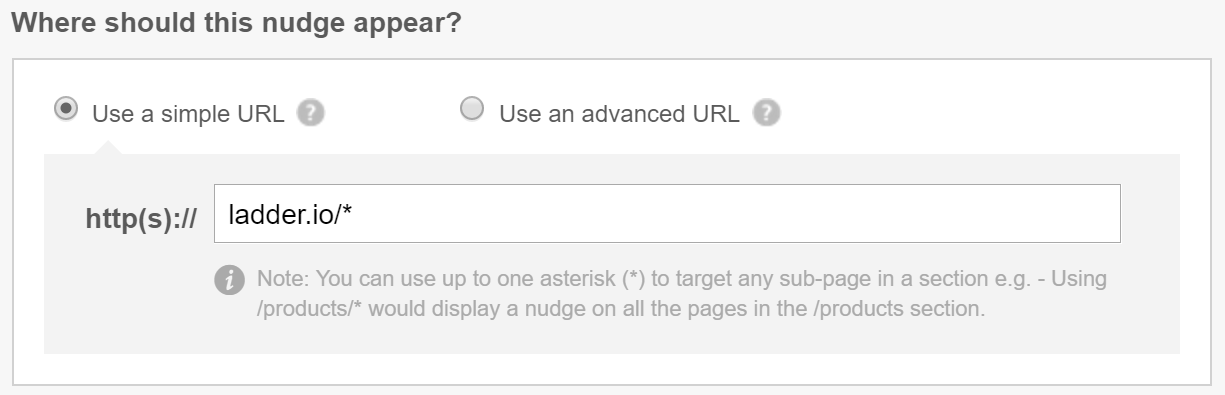 Where should this nudge appear?
Use a simple URL ? Use an advanced URL ?
http(s):// ladder.io/*
i Note: You can use up to one asterisk (*) to target any sub-page in a section e.g. - Using
/products/* would display a nudge on all the pages in the /products section.